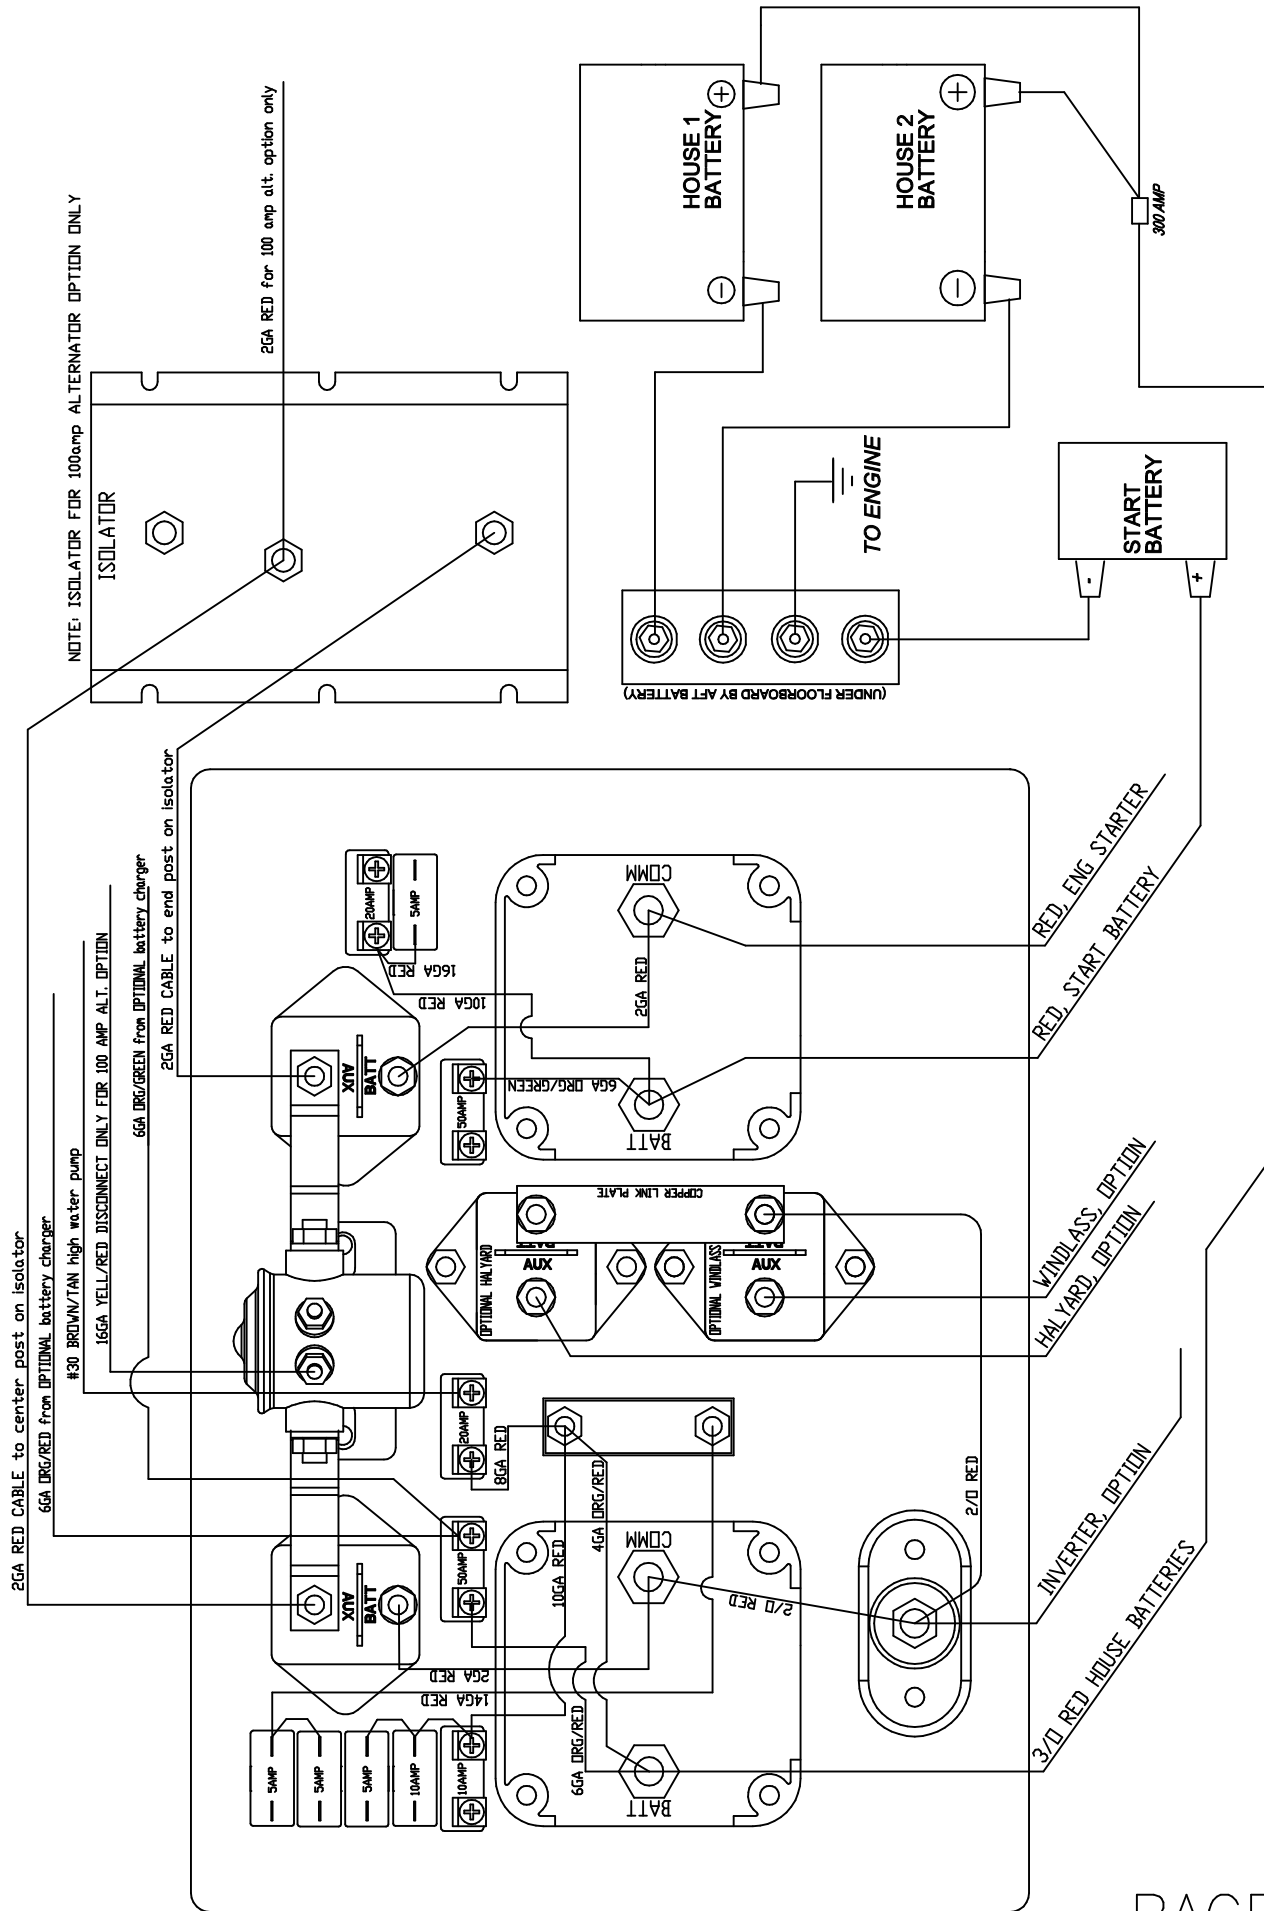 NOTE: ISOLATOR FOR 100amp ALTERNATOR OPTION ONLY
2GA RED for 100 amp alt. option only
ISOLATOR
HOUSE 1
BATTERY
+
-
HOUSE 2
BATTERY
+
-
300 AMP
TO ENGINE
START
BATTERY
-
+
(UNDER FLOORBOARD BY AFT BATTERY)
2GA RED CABLE to center post on isolator
6GA ORG/RED from OPTIONAL battery charger
#30 BROWN/TAN high water pump
16GA YELL/RED DISCONNECT ONLY FOR 100 AMP ALT. OPTION
6GA ORG/GREEN from OPTIONAL battery charger
2GA RED CABLE to end post on isolator
20AMP
5AMP
16GA RED
10GA RED
AUX
BATT
50AMP
6GA ORG/GREEN
2GA RED
COMM
BATT
RED, ENG STARTER
RED, START BATTERY
COPPER LINK PLATE
OPTIONAL HALYARD
BATT
AUX
OPTIONAL WINDLASS
BATT
AUX
WINDLASS, OPTION
HALYARD, OPTION
20AMP
8GA RED
50AMP
AUX
BATT
10GA RED
4GA ORG/RED
COMM
BATT
2/O RED
2/O RED
2GA RED
14GA RED
6GA ORG/RED
5AMP
5AMP
5AMP
10AMP
10AMP
INVERTER, OPTION
3/O RED HOUSE BATTERIES